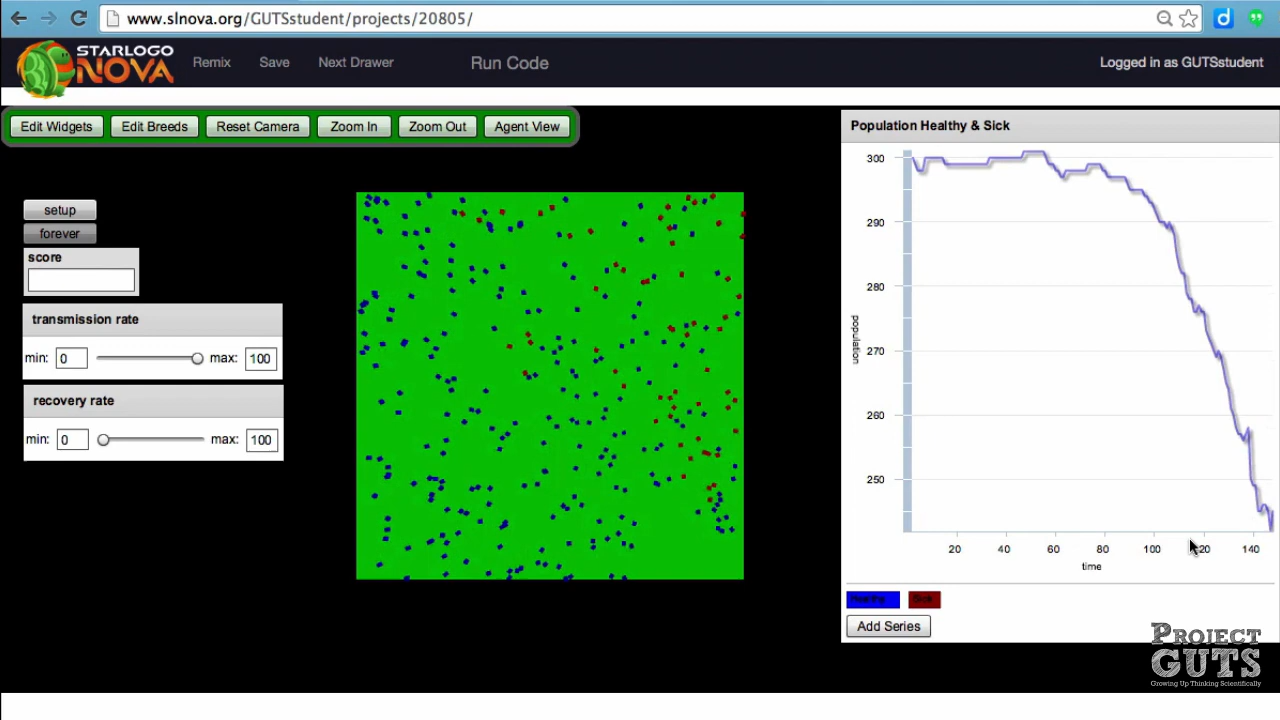 www.slnova.org/GUTSstudent/projects/20805/
STARLOGO
NOVA
Remix Save Next Drawer Run Code Logged in as GUTSstudent
Edit Widgets Edit Breeds Reset Camera Zoom In Zoom Out Agent View
setup
forever
score
transmission rate
min: 0 max: 100
recovery rate
min: 0 max: 100
Population Healthy & Sick
300
290
280
270
260
250
population
20 40 60 80 100 120 140
time
Add Series
PROJECT
GUTS
Growing Up Thinking Scientifically